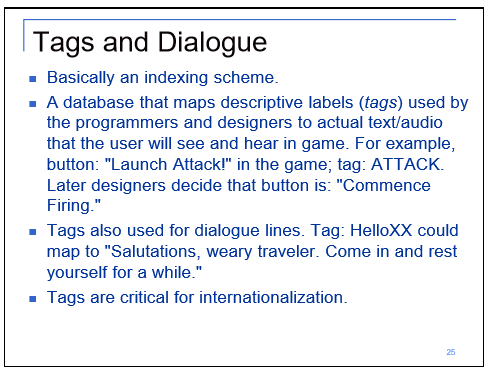 Tags and Dialogue
Basically an indexing scheme.
A database that maps descriptive labels (tags) used by
the programmers and designers to actual text/audio
that the user will see and hear in game. For example,
button: "Launch Attack!" in the game; tag: ATTACK.
Later designers decide that button is: "Commence
Firing."
Tags also used for dialogue lines. Tag: HelloXX could
map to "Salutations, weary traveler. Come in and rest
yourself for a while."
Tags are critical for internationalization.
25